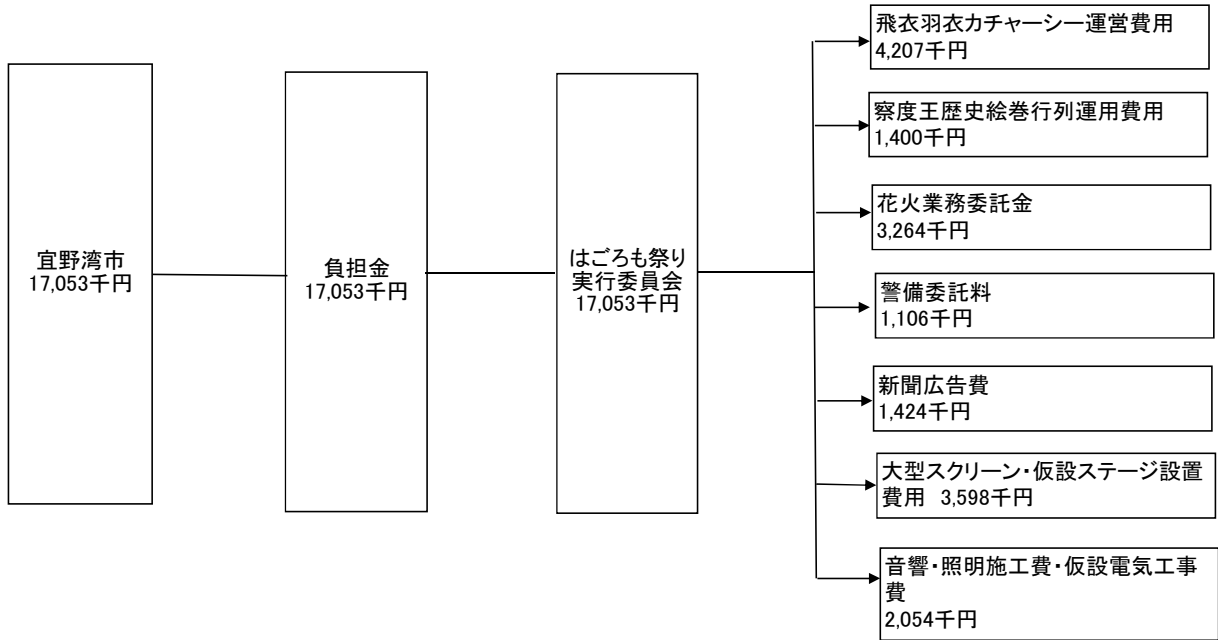 宜野湾市
17,053千円
負担金
17,053千円
はごろも祭り
実行委員会
17,053千円
飛衣羽衣カチャーシー運営費用
4,207千円
察度王歴史絵巻行列運用費用
1,400千円
花火業務委託金
3,264千円
警備委託料
1,106千円
新聞広告費
1,424千円
大型スクリーン・仮設ステージ設置
費用 3,598千円
音響・照明施工費・仮設電気工事
費
2,054千円